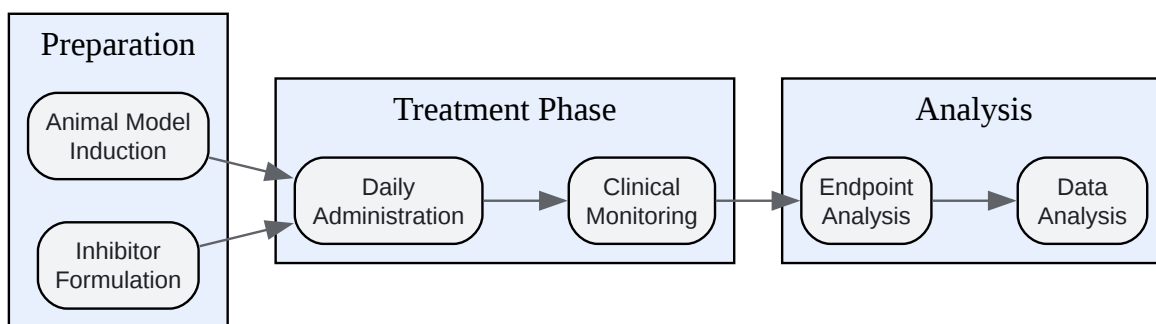 Preparation
Animal Model
Induction
Inhibitor
Formulation
Treatment Phase
Daily
Administration
Clinical
Monitoring
Analysis
Endpoint
Analysis
Data
Analysis